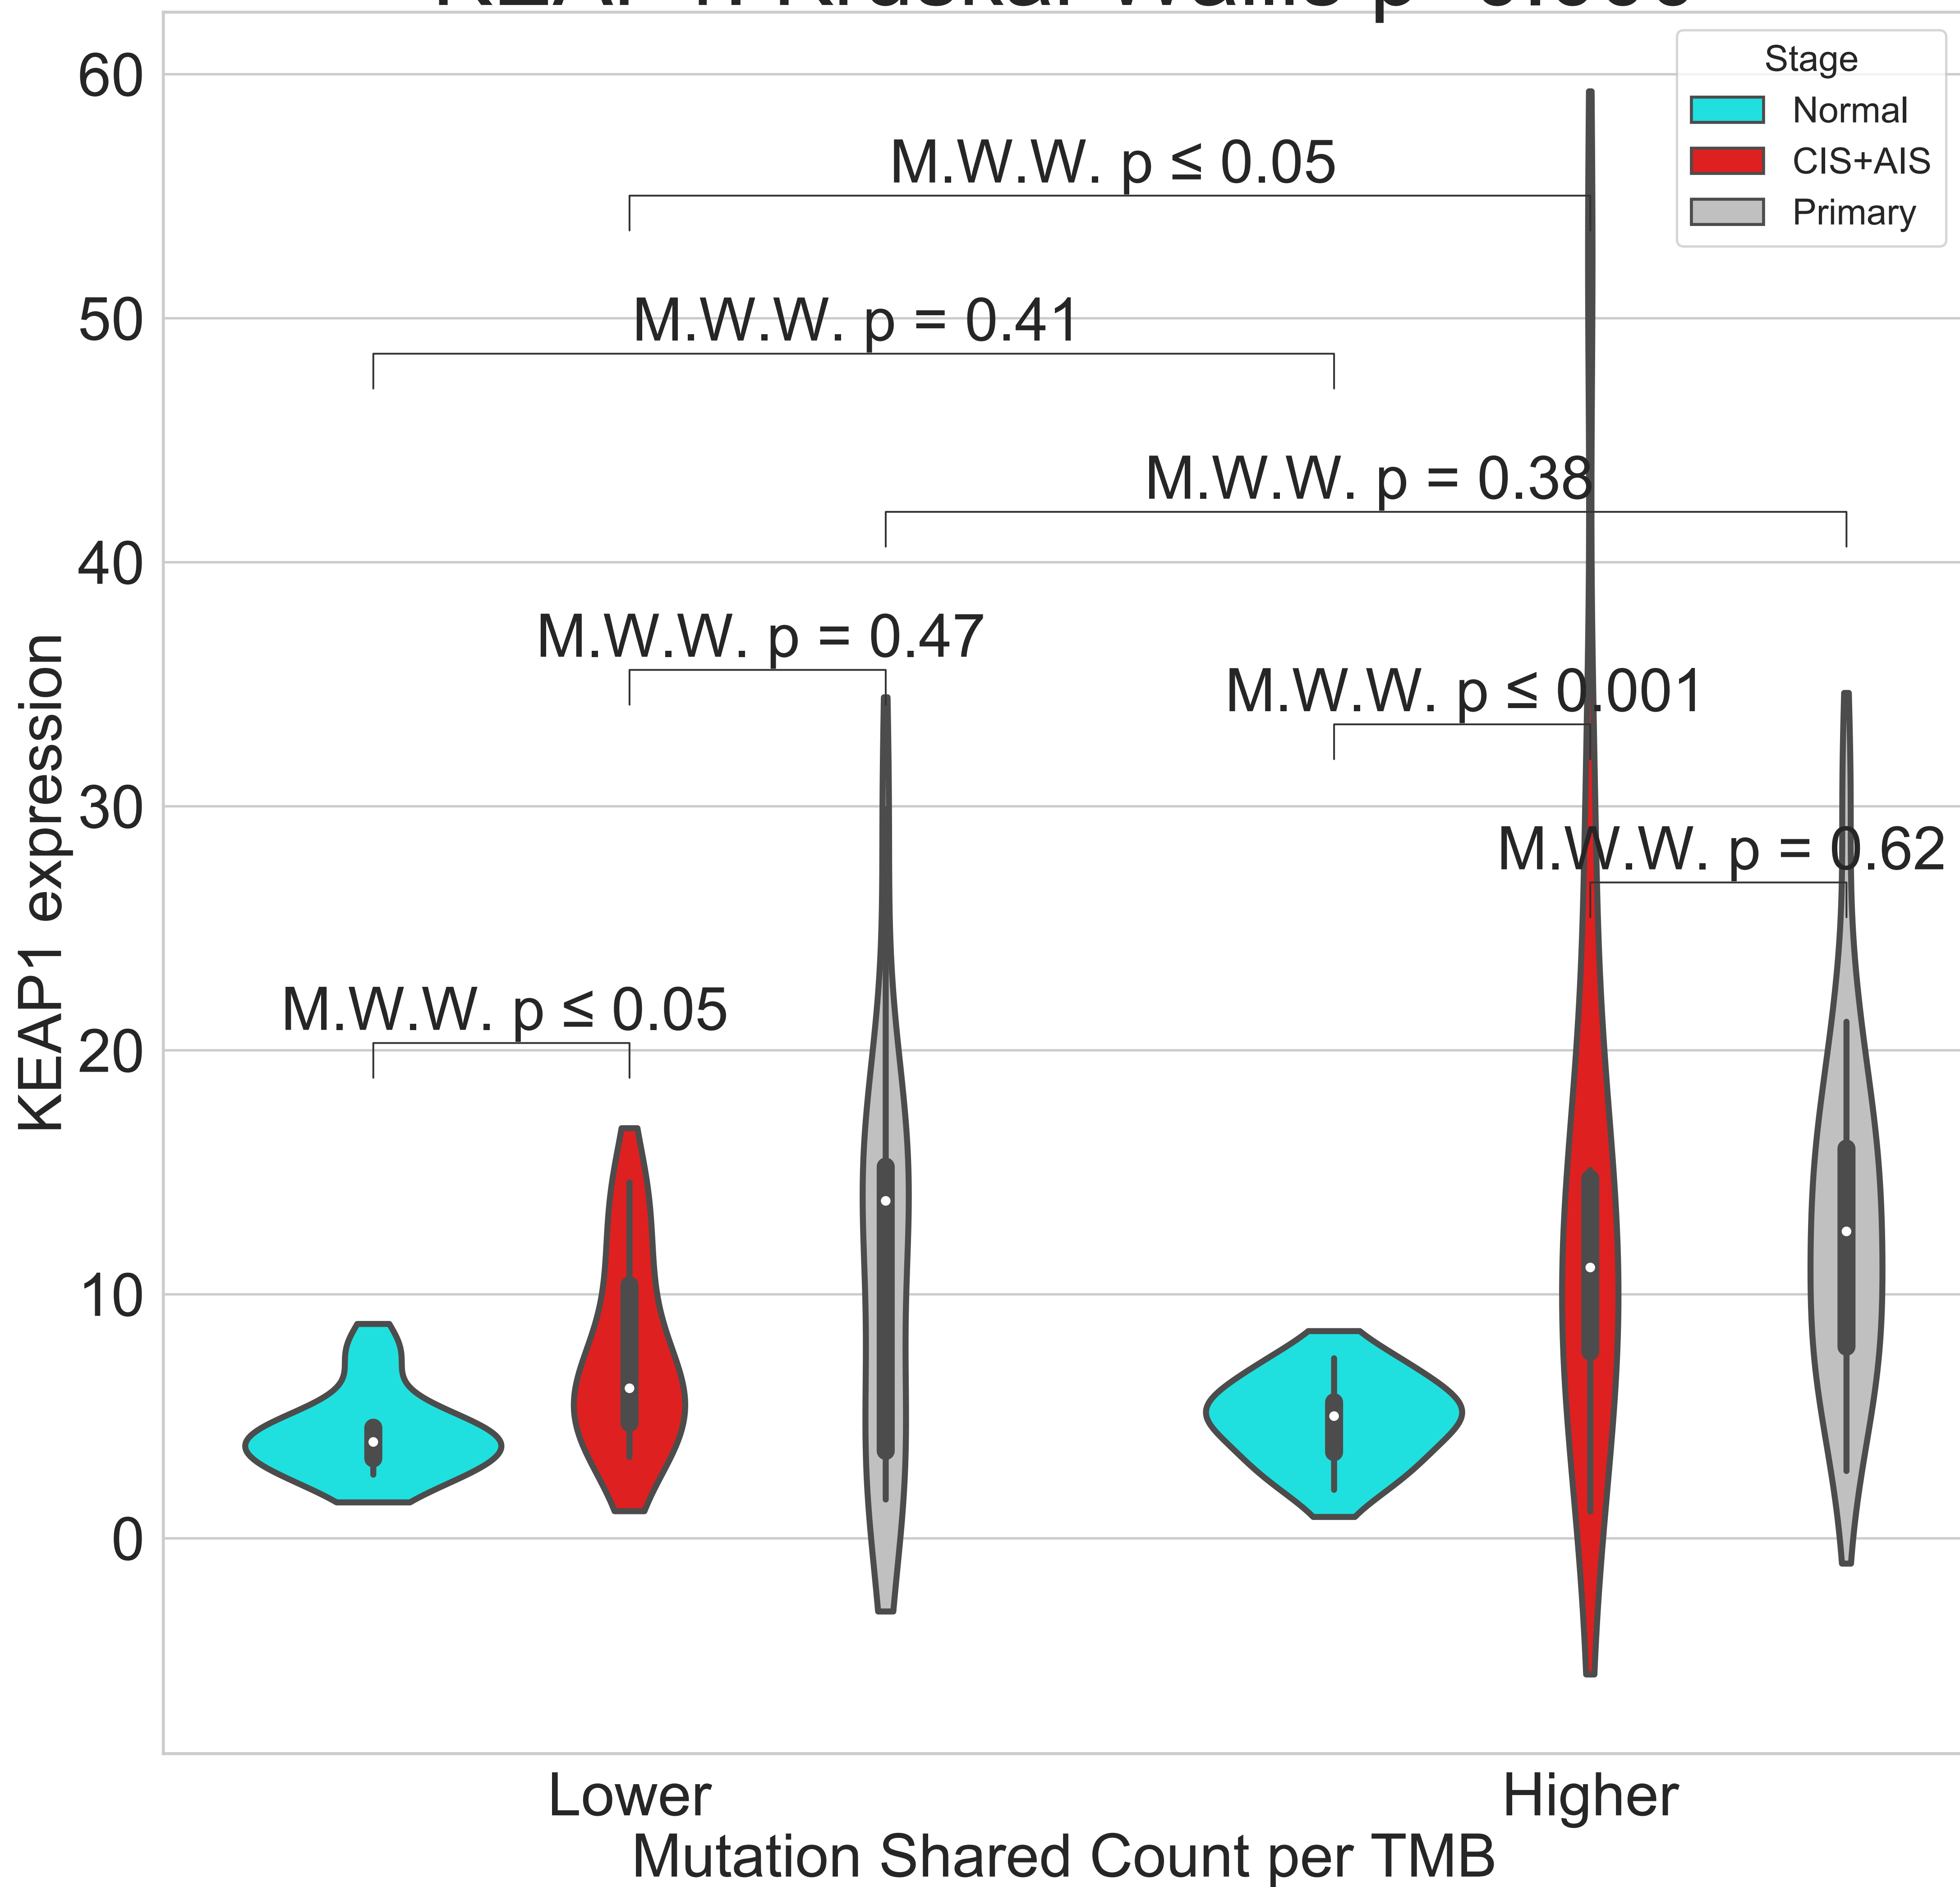 60
50
40
30
20
10
0
KEAP1 expression
Stage
Normal
CIS+AIS
Primary
M.W.W. p ≤ 0.05
M.W.W. p = 0.41
M.W.W. p = 0.38
M.W.W. p = 0.47
M.W.W. p ≤ 0.001
M.W.W. p = 0.62
M.W.W. p ≤ 0.05
Lower
Higher
Mutation Shared Count per TMB